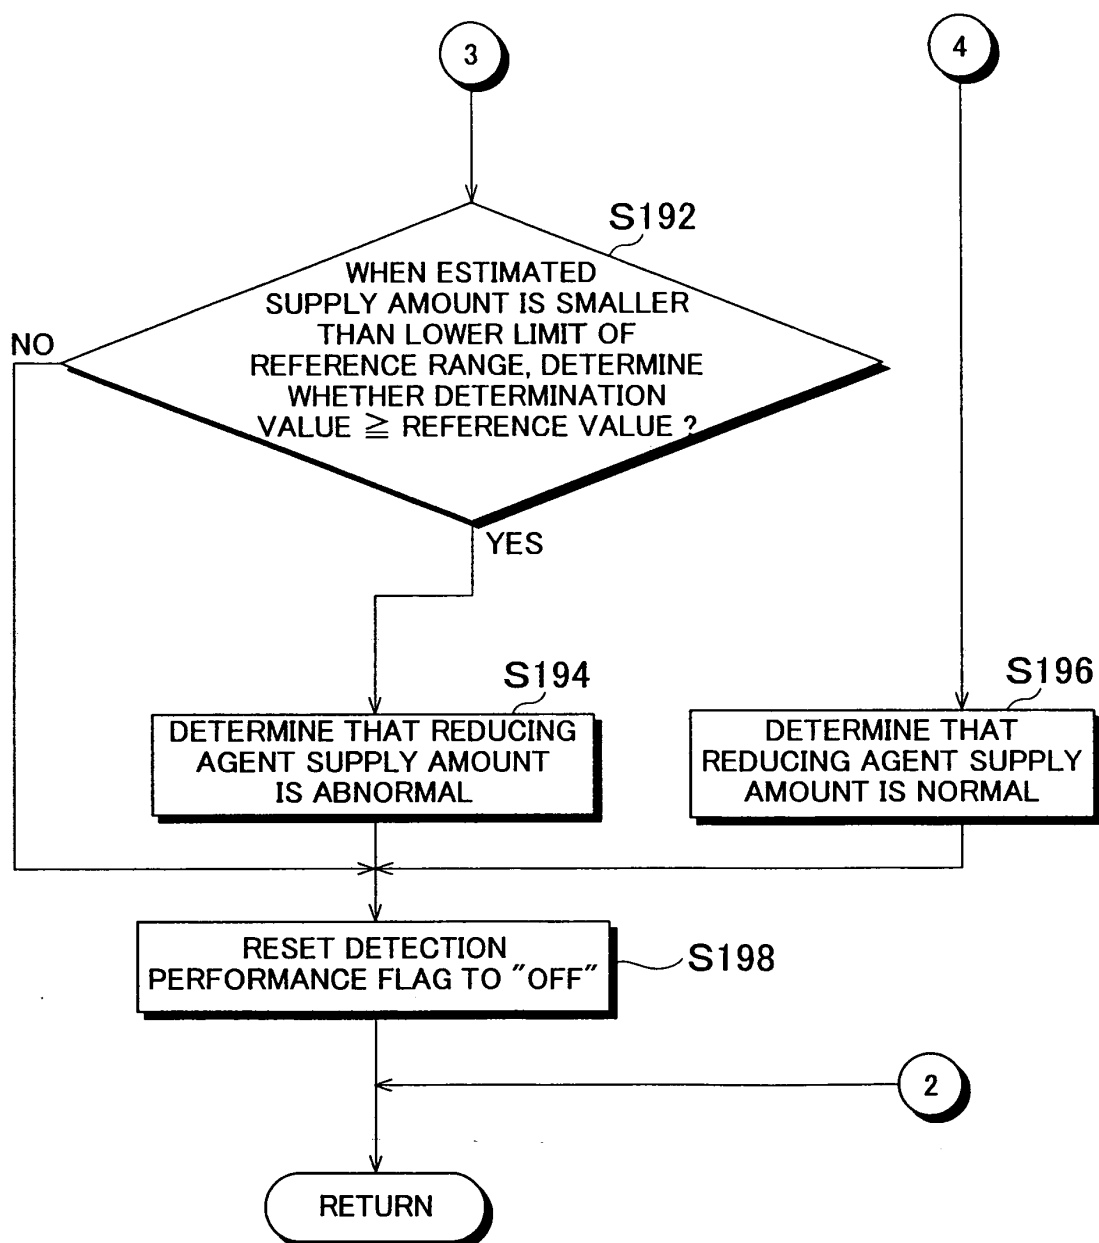 3
4
S192
WHEN ESTIMATED
SUPPLY AMOUNT IS SMALLER
THAN LOWER LIMIT OF
REFERENCE RANGE, DETERMINE
WHETHER DETERMINATION
VALUE ≧ REFERENCE VALUE ?
NO
YES
S194
DETERMINE THAT REDUCING
AGENT SUPPLY AMOUNT
IS ABNORMAL
S196
DETERMINE THAT
REDUCING AGENT SUPPLY
AMOUNT IS NORMAL
RESET DETECTION
PERFORMANCE FLAG TO "OFF"
S198
2
RETURN